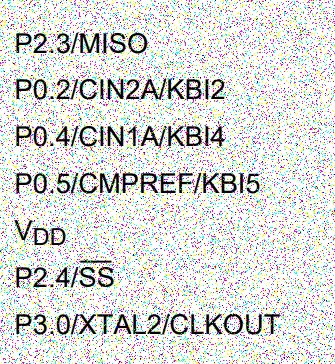 P2.3/MISO
P0.2/CIN2A/KBI2
P0.4/CIN1A/KBI4
P0.5/CMPREF/KBI5
VDD
P2.4/S̅S̅
P3.0/XTAL2/CLKOUT